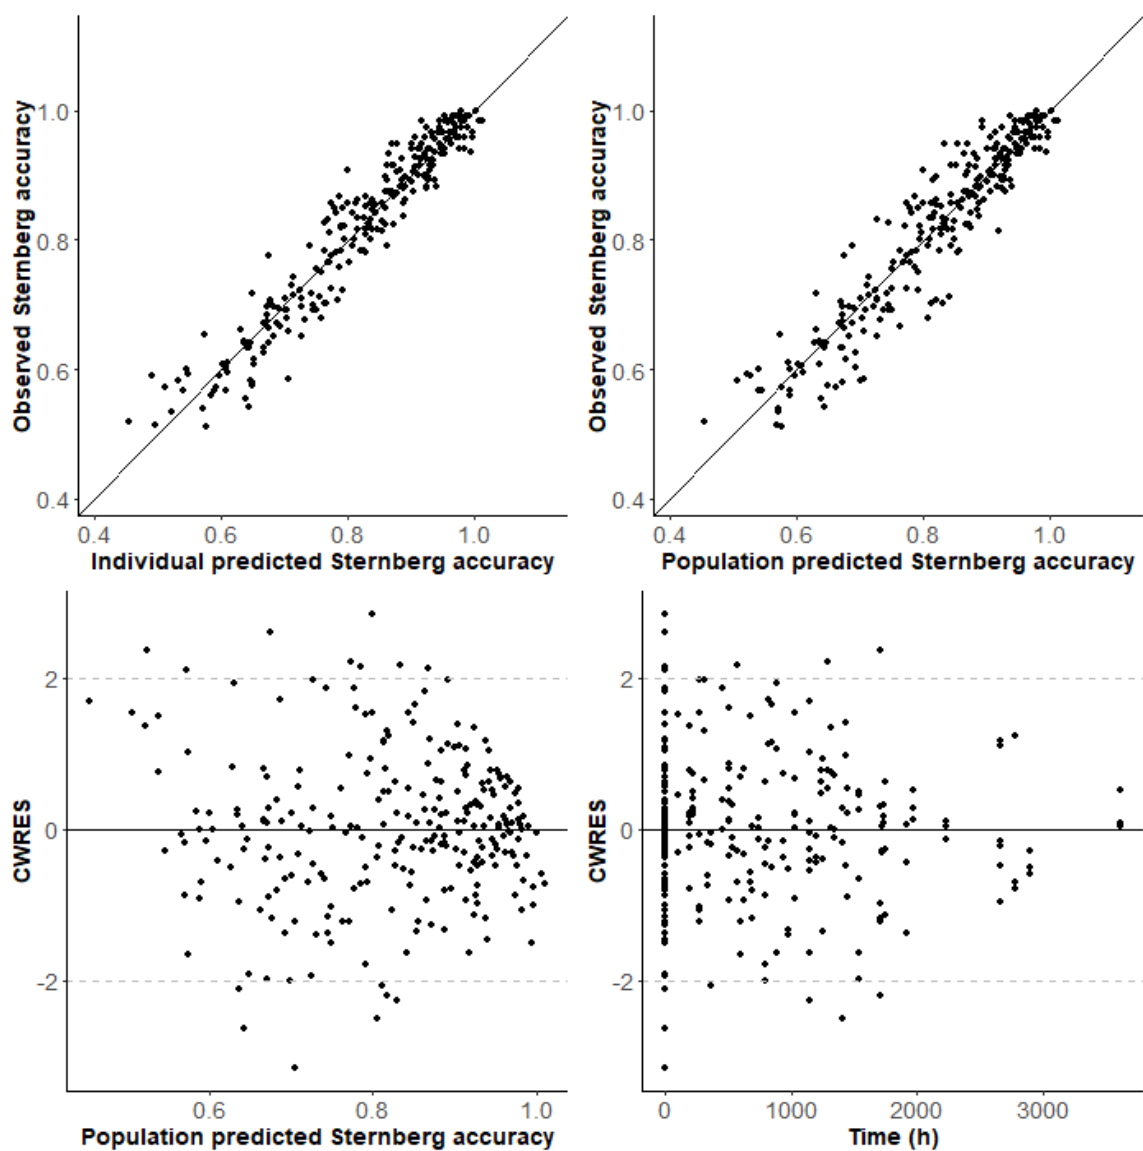 Observed Sternberg accuracy
1.0
0.8
0.6
0.4
0.4 0.6 0.8 1.0
Individual predicted Sternberg accuracy
Observed Sternberg accuracy
1.0
0.8
0.6
0.4
0.4 0.6 0.8 1.0
Population predicted Sternberg accuracy
CWRES
2
0
-2
0.6 0.8 1.0
Population predicted Sternberg accuracy
CWRES
2
0
-2
0 1000 2000 3000
Time (h)